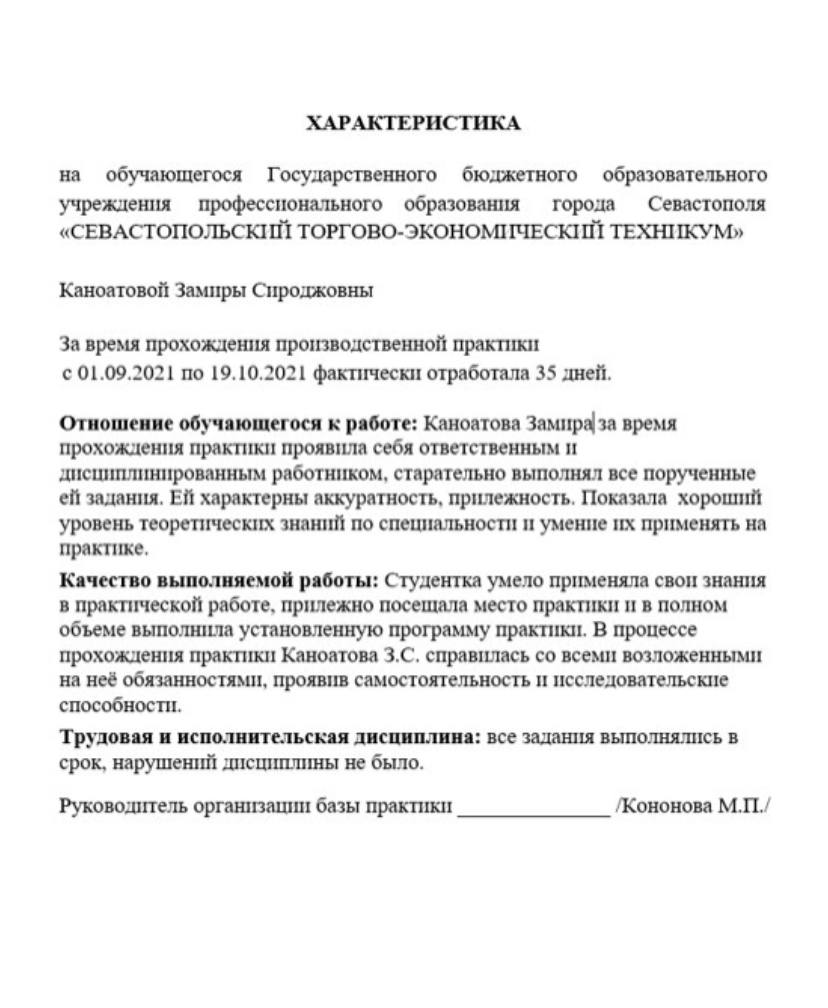 ХАРАКТЕРИСТИКА
на обучающегося Государственного бюджетного образовательного
учреждения профессионального образования города Севастополя
«СЕВАСТОПОЛЬСКИЙ ТОРГОВО-ЭКОНОМИЧЕСКИЙ ТЕХНИКУМ»
Каноатовой Замиры Сироджовны
За время прохождения производственной практики
с 01.09.2021 по 19.10.2021 фактически отработала 35 дней.
Отношение обучающегося к работе: Каноатова Замира за время
прохождения практики проявила себя ответственным и
дисциплинированным работником, старательно выполнял все порученные
ей задания. Ей характерны аккуратность, прилежность. Показала хороший
уровень теоретических знаний по специальности и умение их применять на
практике.
Качество выполняемой работы: Студентка умело применяла свои знания
в практической работе, прилежно посещала место практики и в полном
объеме выполнила установленную программу практики. В процессе
прохождения практики Каноатова З.С. справилась со всеми возложенными
на неё обязанностями, проявив самостоятельность и исследовательские
способности.
Трудовая и исполнительская дисциплина: все задания выполнялись в
срок, нарушений дисциплины не было.
Руководитель организации базы практики ______________ /Кононова М.П./